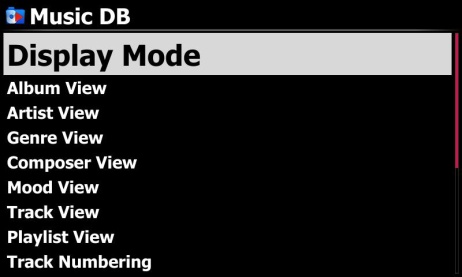 Music DB
Display Mode
Album View
Artist View
Genre View
Composer View
Mood View
Track View
Playlist View
Track Numbering